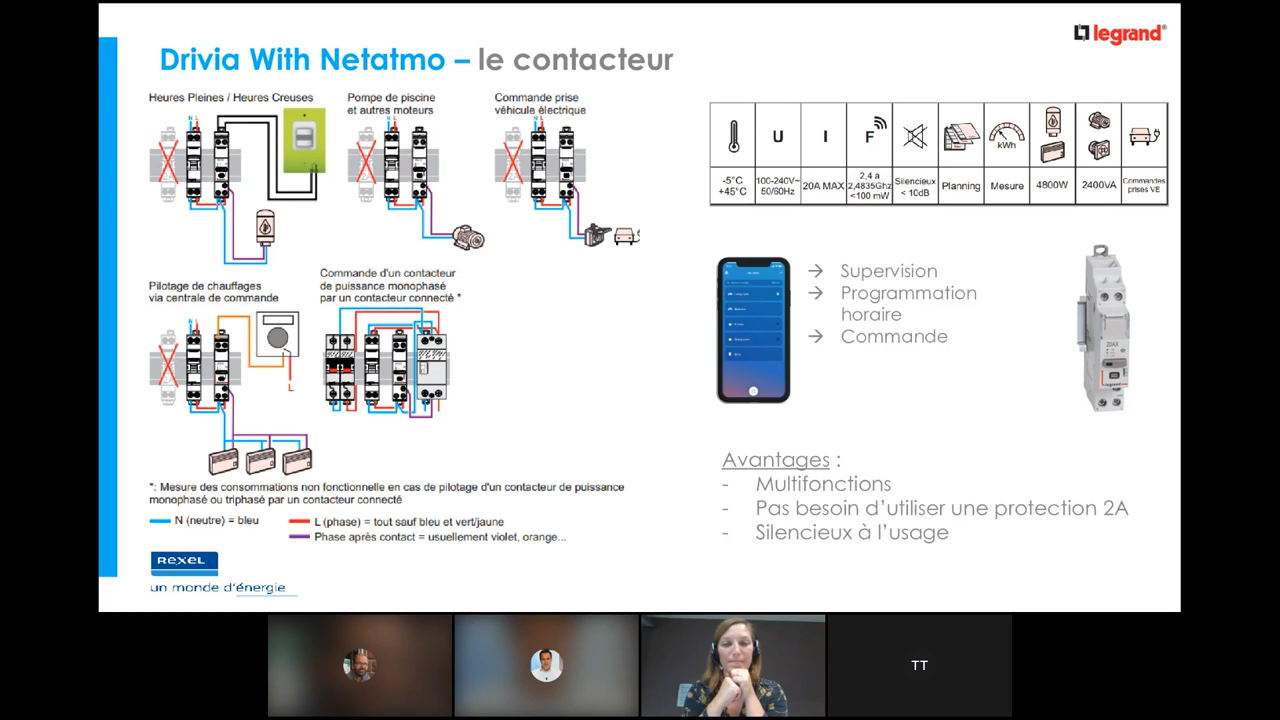 Drivia With Netatmo – le contacteur
legrand®
Heures Pleines / Heures Creuses
N L
Pompe de piscine
et autres moteurs
N L
Commande prise
véhicule électrique
N L
Pilotage de chauffages
via centrale de commande
N L
L
Commande d'un contacteur
de puissance monophasé
par un contacteur connecté *
*: Mesure des consommations non fonctionnelle en cas de pilotage d'un contacteur de puissance
monophasé ou triphasé par un contacteur connecté
N (neutre) = bleu
L (phase) = tout sauf bleu et vert/jaune
Phase après contact = usuellement violet, orange...
REXEL
un monde d'énergie
U I F kWh
-5°C
+45°C
100-240V~
50/60Hz
20A MAX
2,4 à
2,4835Ghz
<100 mW
Silencieux
< 10dB
Planning
Mesure
4800W
2400VA
Commandes
prises VE
→ Supervision
→ Programmation
horaire
→ Commande
20AX
legrand
Avantages :
- Multifonctions
- Pas besoin d'utiliser une protection 2A
- Silencieux à l'usage
TT